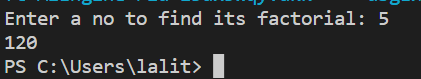 Enter a no to find its factorial: 5
120
PS C:\Users\lalit>